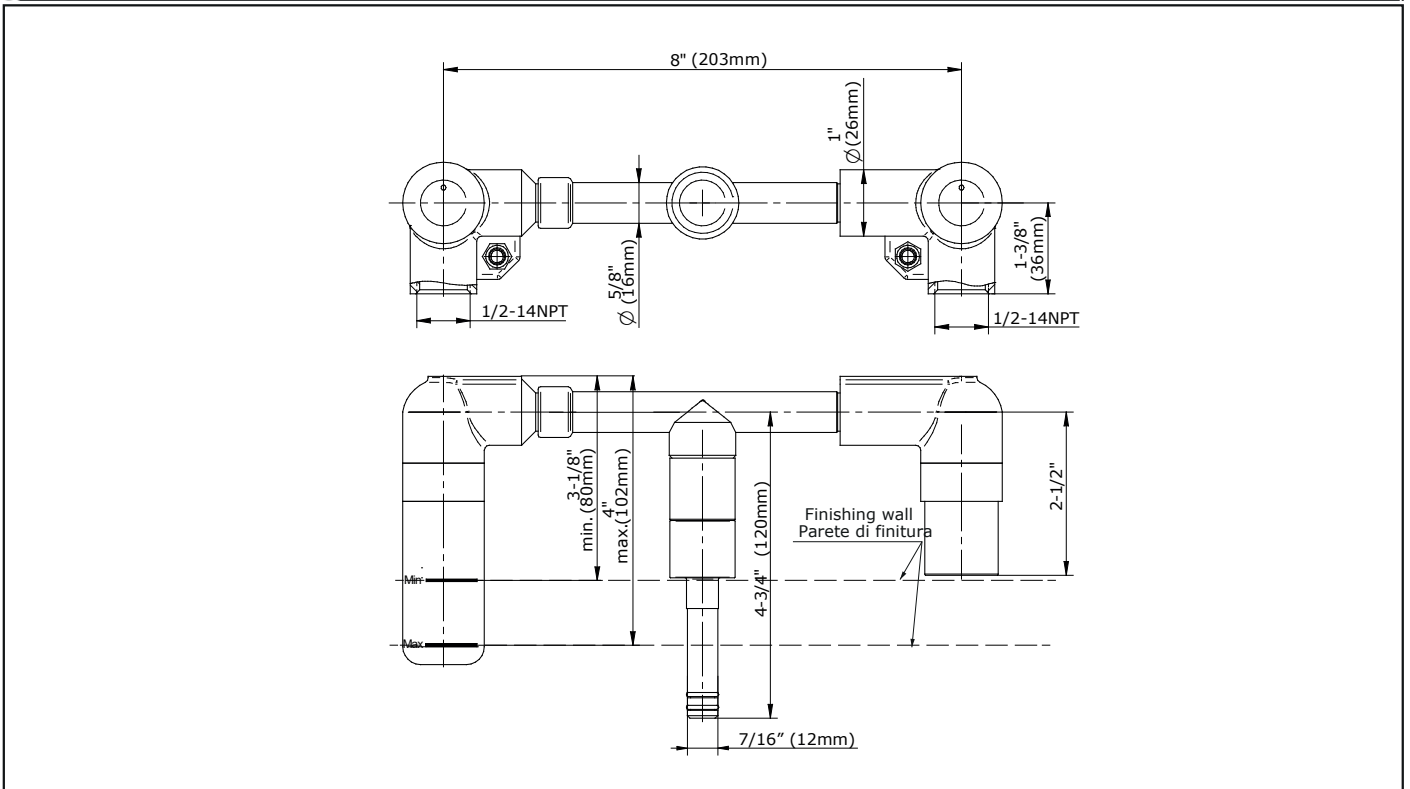 8" (203mm)
1"
Ø (26mm)
1-3/8"
(36mm)
5/8"
Ø (16mm)
1/2-14NPT
1/2-14NPT
3-1/8"
min.(80mm)
4"
max.(102mm)
4-3/4" (120mm)
2-1/2"
Finishing wall
Parete di finitura
Min
Max
7/16" (12mm)